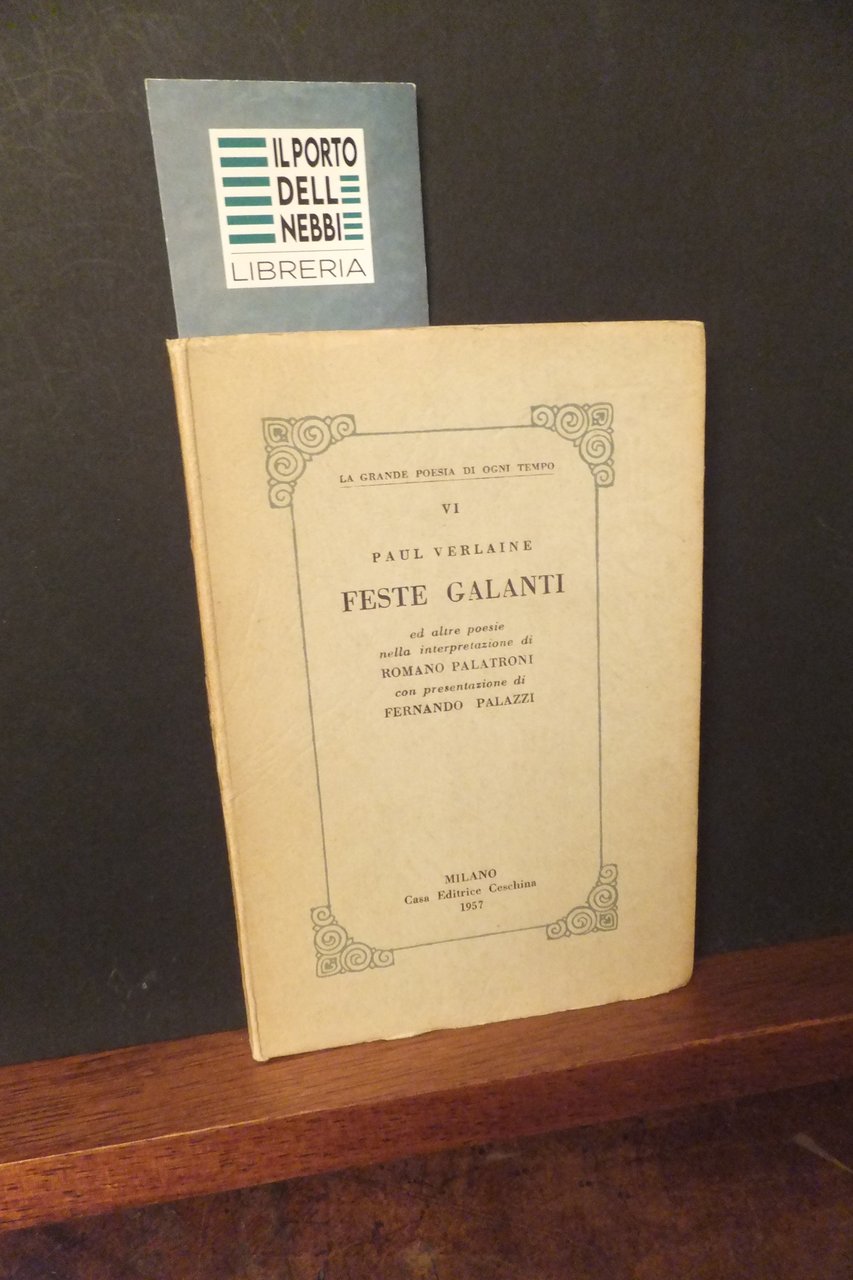 IL PORTO
DELL
NEBBI
LIBRERIA
LA GRANDE POESIA DI OGNI TEMPO
VI
PAUL VERLAINE
FESTE GALANTI
ed altre poesie
nella interpretazione di
ROMANO PALATRONI
con presentazione di
FERNANDO PALAZZI
MILANO
Casa Editrice Ceschina
1957